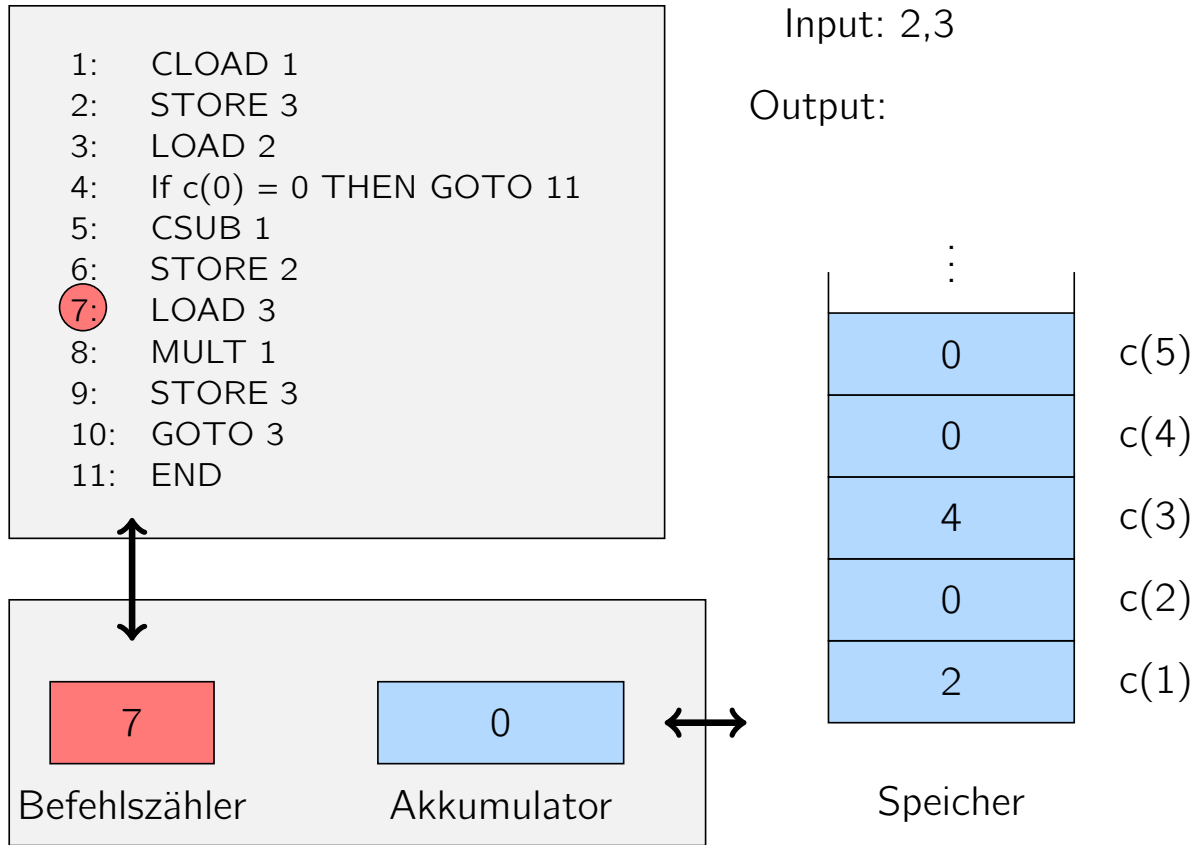 1: CLOAD 1
2: STORE 3
3: LOAD 2
4: If c(0) = 0 THEN GOTO 11
5: CSUB 1
6: STORE 2
7: LOAD 3
8: MULT 1
9: STORE 3
10: GOTO 3
11: END
Input: 2,3
Output:
⋮
0 c(5)
0 c(4)
4 c(3)
0 c(2)
2 c(1)
Speicher
7
Befehlszähler
0
Akkumulator